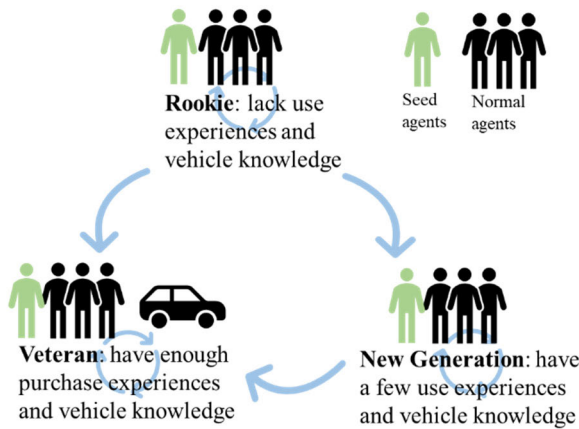 Rookie: lack use
experiences and
vehicle knowledge
Seed
agents
Normal
agents
Veteran: have enough
purchase experiences
and vehicle knowledge
New Generation: have
a few use experiences
and vehicle knowledge